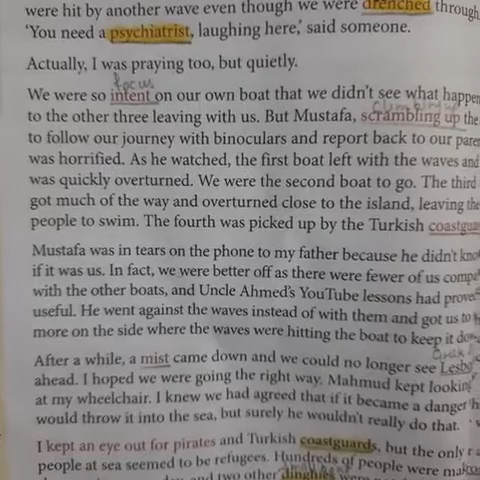 were hit by another wave even though we were drenched through
'You need a psychiatrist, laughing here,' said someone.
Actually, I was praying too, but quietly.
focus
We were so intent on our own boat that we didn't see what happen
climbing up
to the other three leaving with us. But Mustafa, scrambling up the
to follow our journey with binoculars and report back to our pare
was horrified. As he watched, the first boat left with the waves and
was quickly overturned. We were the second boat to go. The third
got much of the way and overturned close to the island, leaving the
people to swim. The fourth was picked up by the Turkish coastgua
Mustafa was in tears on the phone to my father because he didn't kno
if it was us. In fact, we were better off as there were fewer of us compa
with the other boats, and Uncle Ahmed's YouTube lessons had prove
useful. He went against the waves instead of with them and got us to
more on the side where the waves were hitting the boat to keep it dow
After a while, a mist came down and we could no longer see Lesbo
ahead. I hoped we were going the right way. Mahmud kept lookin
at my wheelchair. I knew we had agreed that if it became a danger
would throw it into the sea, but surely he wouldn't really do that.
I kept an eye out for pirates and Turkish coastguards, but the only
people at sea seemed to be refugees. Hundreds of people were
and two other dinghies were